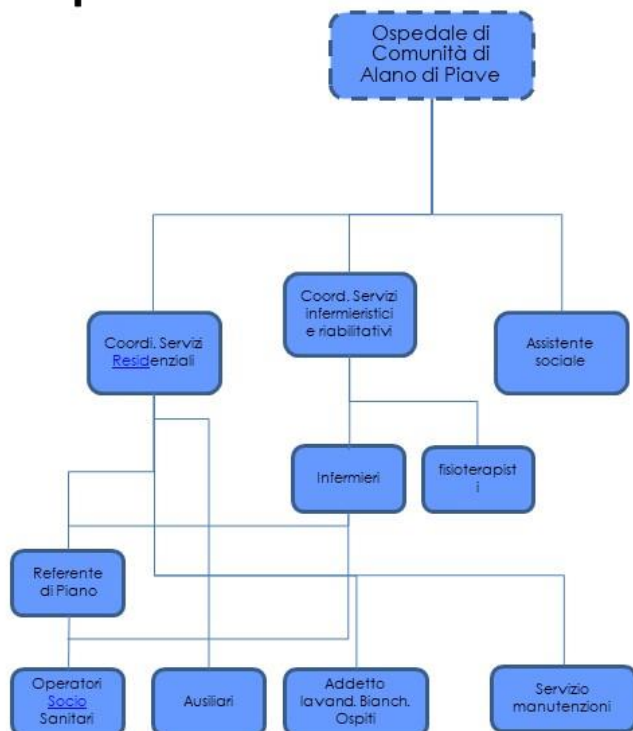 Ospedale di
Comunità di
Alano di Piave
Coord. Servizi
infermieristici
e riabilitativi
Coordi. Servizi
Residenziali
Assistente
sociale
Infermieri
fisioterapist
i
Referente
di Piano
Operatori
Socio
Sanitari
Ausiliari
Addetto
lavand. Bianch.
Ospiti
Servizio
manutenzioni